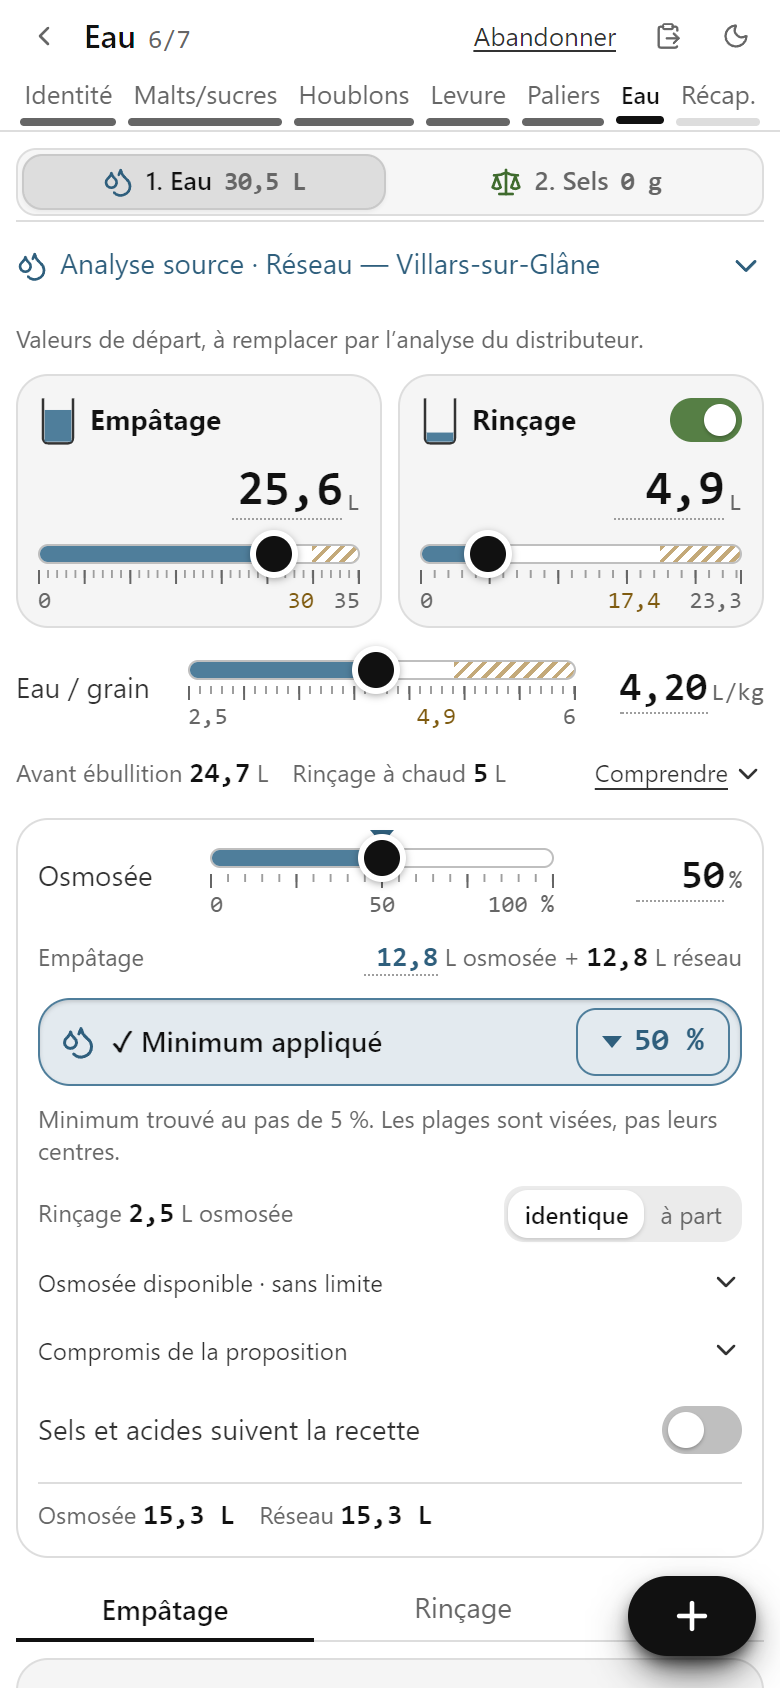 Eau 6/7 Abandonner
Identité Malts/sucres Houblons Levure Paliers Eau Récap.
1. Eau 30,5 L 2. Sels 0 g
Analyse source · Réseau — Villars-sur-Glâne
Valeurs de départ, à remplacer par l’analyse du distributeur.
Empâtage
25,6 L
0 30 35
Rinçage
4,9 L
0 17,4 23,3
Eau / grain 4,20 L/kg
2,5 4,9 6
Avant ébullition 24,7 L Rinçage à chaud 5 L Comprendre
Osmosée 50 %
0 50 100 %
Empâtage 12,8 L osmosée + 12,8 L réseau
✓ Minimum appliqué 50 %
Minimum trouvé au pas de 5 %. Les plages sont visées, pas leurs
centres.
Rinçage 2,5 L osmosée identique à part
Osmosée disponible · sans limite
Compromis de la proposition
Sels et acides suivent la recette
Osmosée 15,3 L Réseau 15,3 L
Empâtage Rinçage